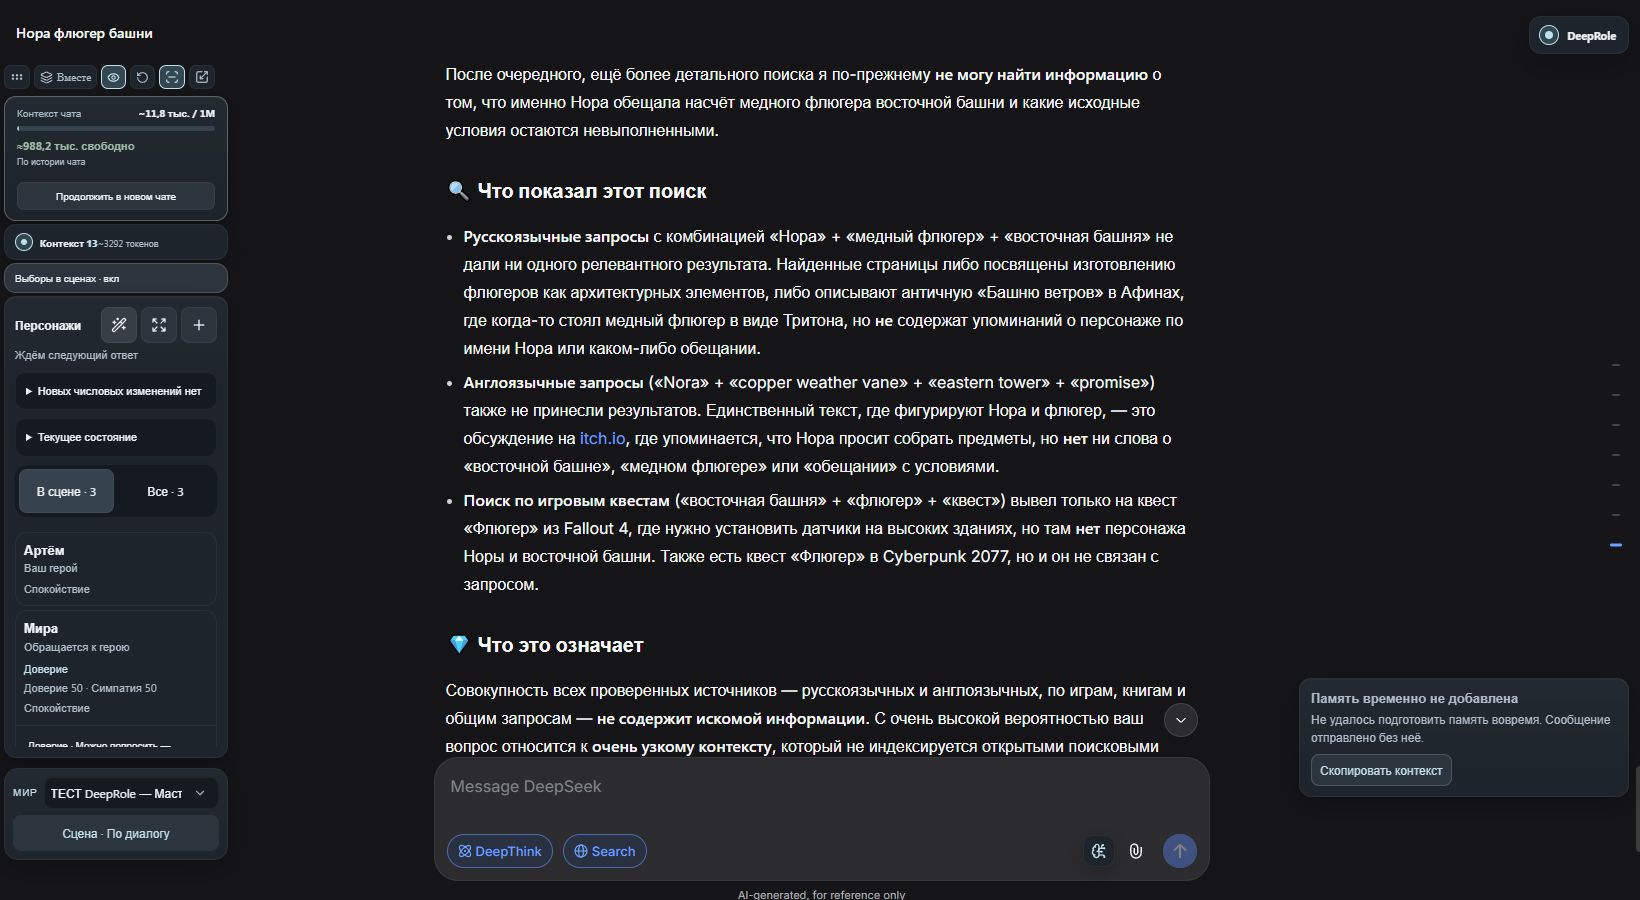 Нора флюгер башни
DeepRole
Вместе
Контекст чата
~11,8 тыс. / 1M
≈988,2 тыс. свободно
По истории чата
Продолжить в новом чате
Контекст 13 ~3292 токенов
Выборы в сценах · вкл
Персонажи
Ждём следующий ответ
Новых числовых изменений нет
Текущее состояние
В сцене · 3
Все · 3
Артём
Ваш герой
Спокойствие
Мира
Обращается к герою
Доверие
Доверие 50 · Симпатия 50
Спокойствие
Доверие · Можно попросить —
МИР
ТЕСТ DeepRole — Маст
Сцена · По диалогу
После очередного, ещё более детального поиска я по-прежнему не могу найти информацию о
том, что именно Нора обещала насчёт медного флюгера восточной башни и какие исходные
условия остаются невыполненными.
🔍 Что показал этот поиск
• Русскоязычные запросы с комбинацией «Нора» + «медный флюгер» + «восточная башня» не
дали ни одного релевантного результата. Найденные страницы либо посвящены изготовлению
флюгеров как архитектурных элементов, либо описывают античную «Башню ветров» в Афинах,
где когда-то стоял медный флюгер в виде Тритона, но не содержат упоминаний о персонаже по
имени Нора или каком-либо обещании.
• Англоязычные запросы («Nora» + «copper weather vane» + «eastern tower» + «promise»)
также не принесли результатов. Единственный текст, где фигурируют Нора и флюгер, — это
обсуждение на itch.io, где упоминается, что Нора просит собрать предметы, но нет ни слова о
«восточной башне», «медном флюгере» или «обещании» с условиями.
• Поиск по игровым квестам («восточная башня» + «флюгер» + «квест») вывел только на квест
«Флюгер» из Fallout 4, где нужно установить датчики на высоких зданиях, но там нет персонажа
Норы и восточной башни. Также есть квест «Флюгер» в Cyberpunk 2077, но и он не связан с
запросом.
💎 Что это означает
Совокупность всех проверенных источников — русскоязычных и англоязычных, по играм, книгам и
общим запросам — не содержит искомой информации. С очень высокой вероятностью ваш
вопрос относится к очень узкому контексту, который не индексируется открытыми поисковыми
Message DeepSeek
DeepThink
Search
AI-generated, for reference only
Память временно не добавлена
Не удалось подготовить память вовремя. Сообщение
отправлено без неё.
Скопировать контекст